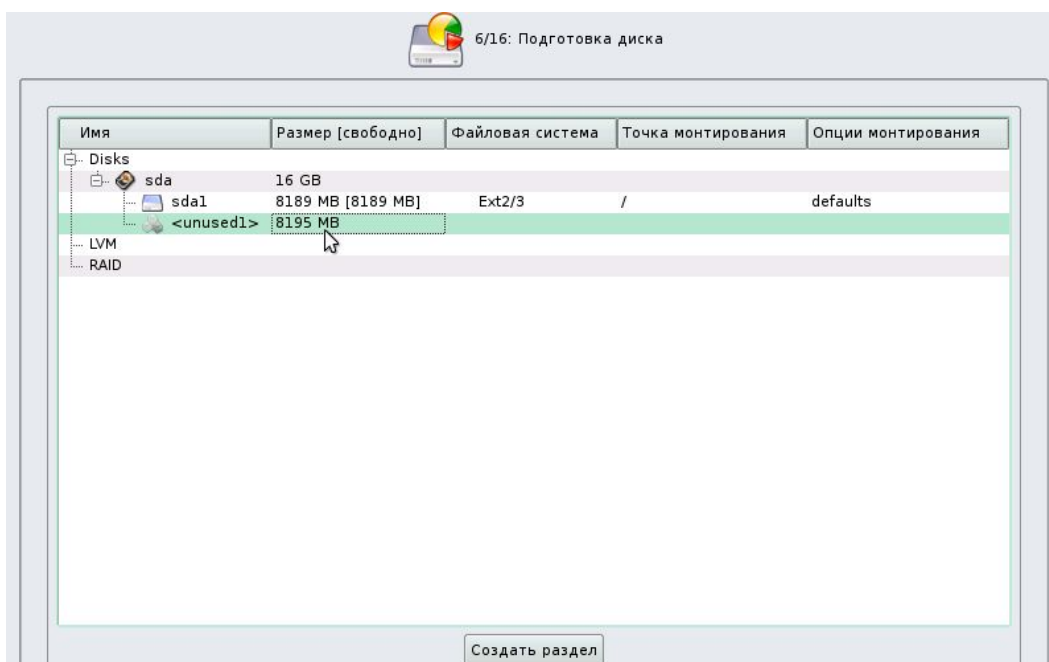 6/16: Подготовка диска
Имя Размер [свободно] Файловая система Точка монтирования Опции монтирования
Disks
sda 16 GB
sda1 8189 MB [8189 MB] Ext2/3 / defaults
<unused1> 8195 MB
LVM
RAID
Создать раздел